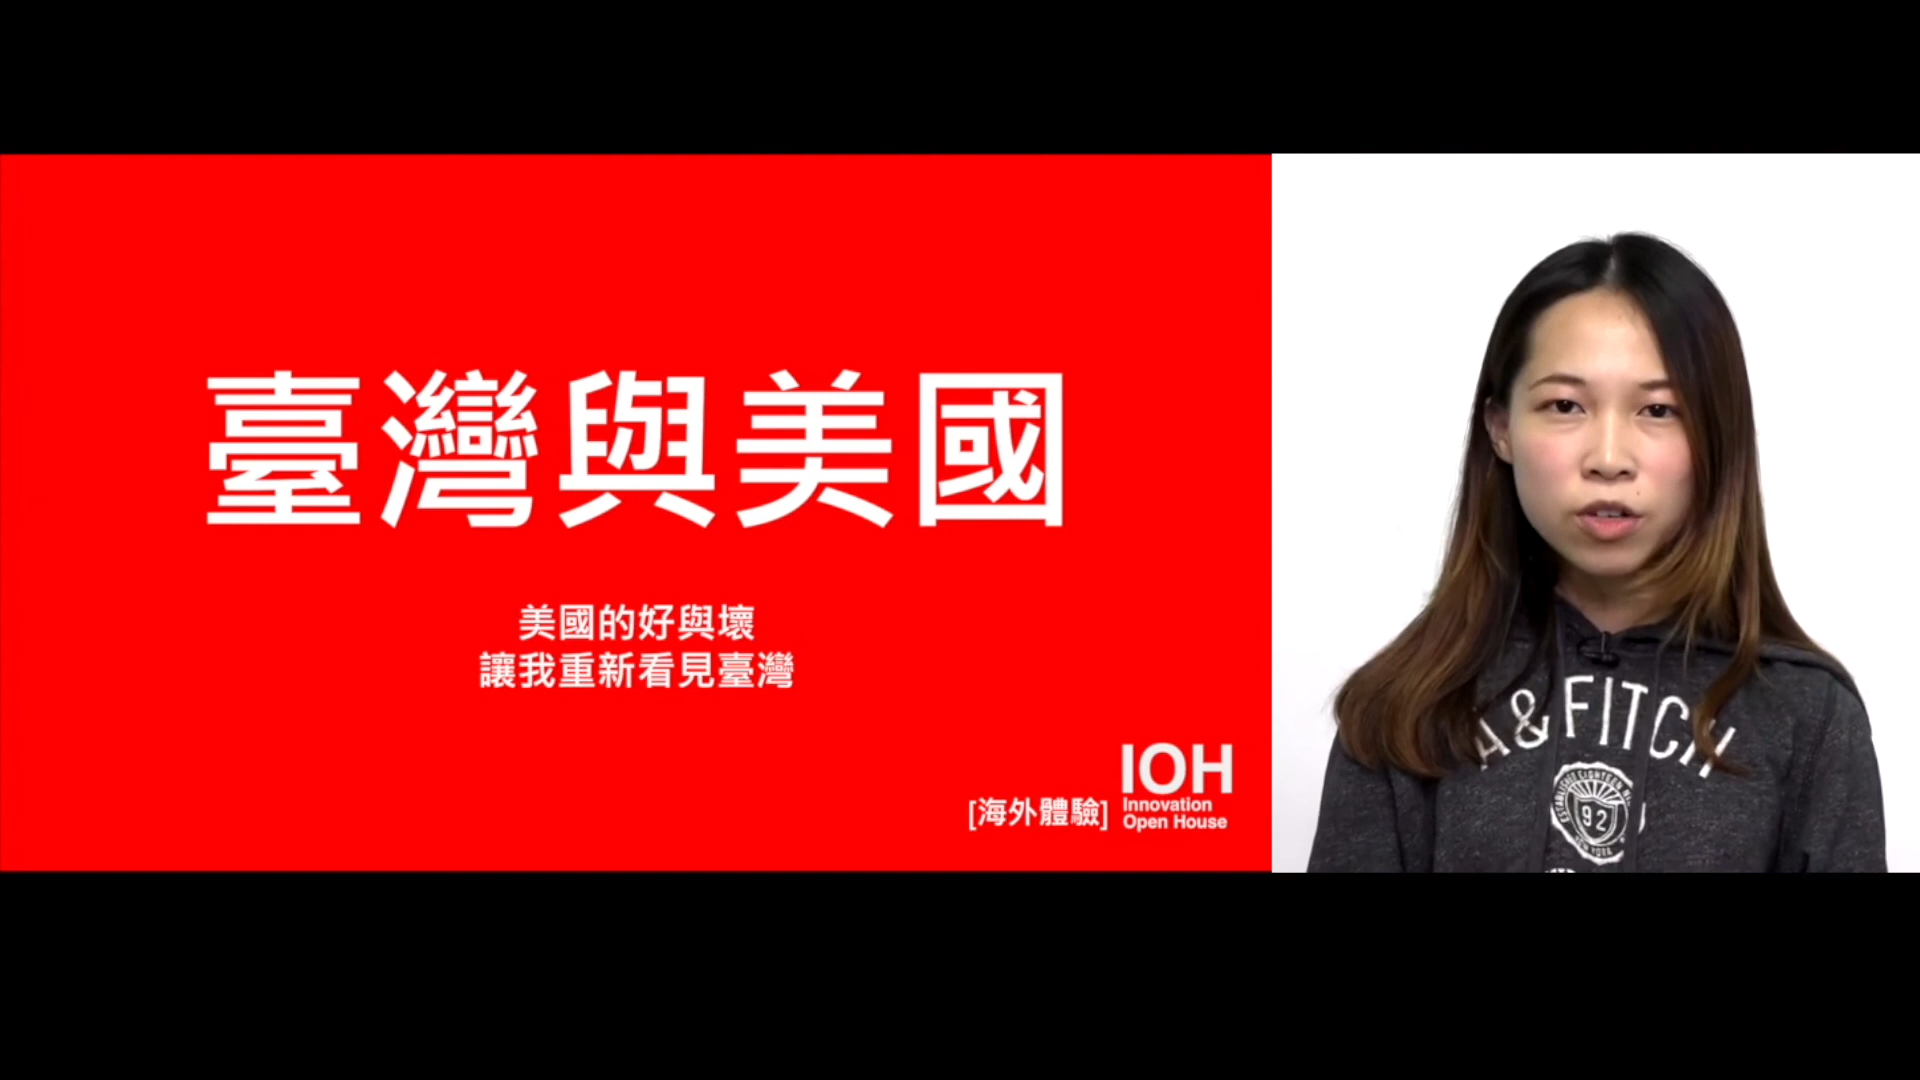 臺灣與美國
美國的好與壞
讓我重新看見臺灣
[海外體驗]
IOH
Innovation
Open House
A & FITCH
92